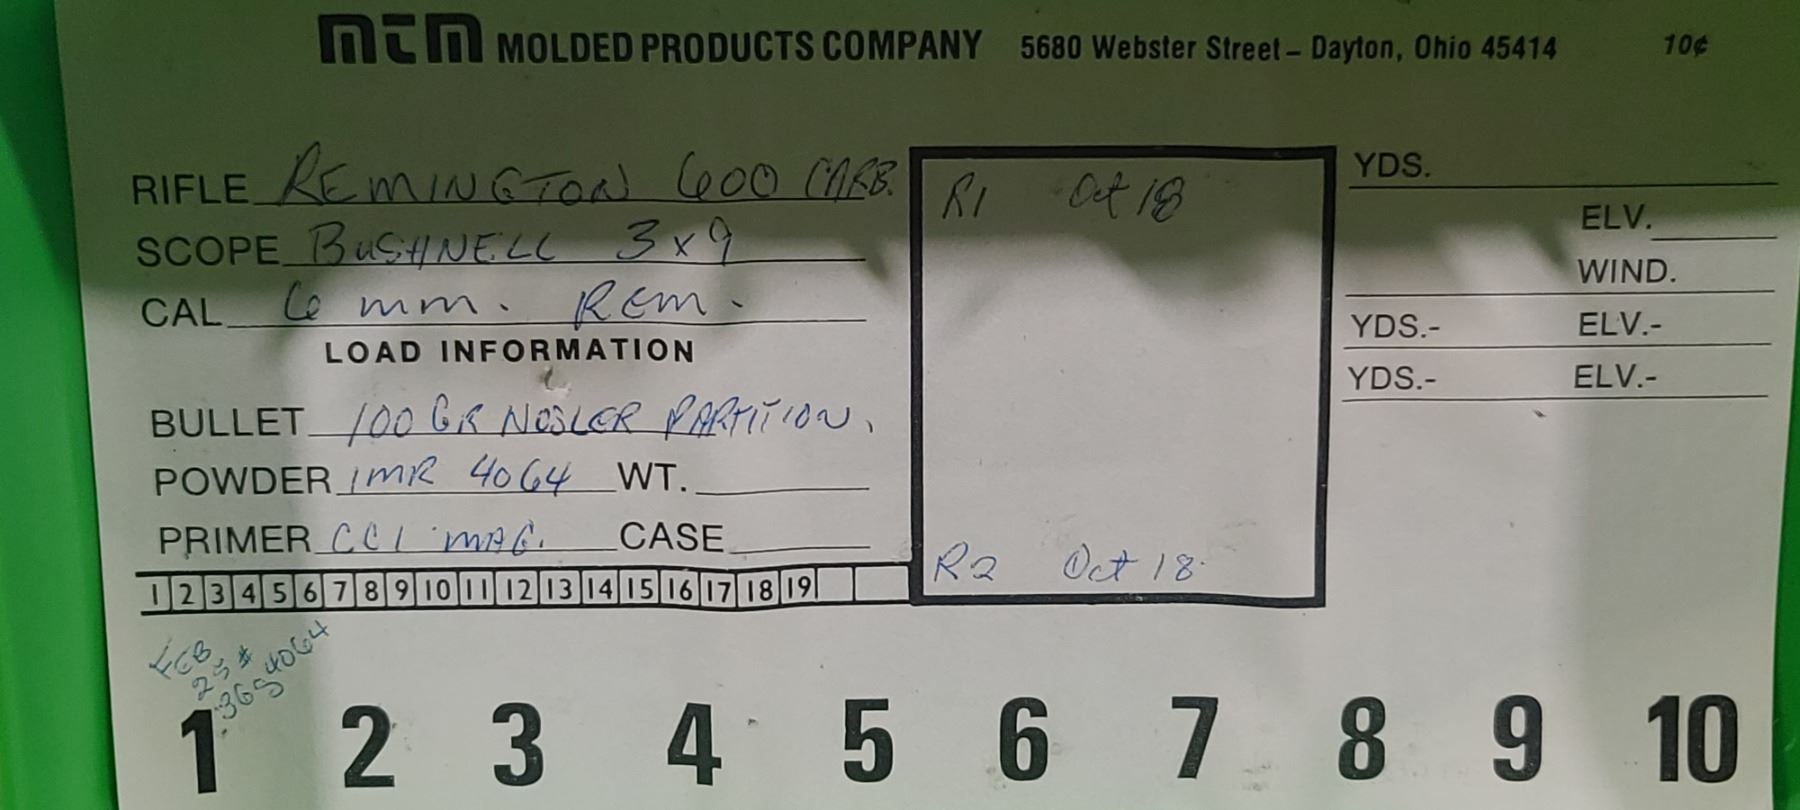 MTM MOLDED PRODUCTS COMPANY 5680 Webster Street – Dayton, Ohio 45414 10¢
RIFLE REMINGTON 600 CARB.
SCOPE BUSHNELL 3x9
CAL 6 mm. Rem.
LOAD INFORMATION
BULLET 100 GR NOSLER PARTITION.
POWDER IMR 4064 WT.
PRIMER CCI MAG. CASE
1 2 3 4 5 6 7 8 9 10 11 12 13 14 15 16 17 18 19
R1 Oct 18
R2 Oct 18
YDS.
ELV.
WIND.
YDS.- ELV.-
YDS.- ELV.-
FEB
25 #
4064
1 2 3 4 5 6 7 8 9 10